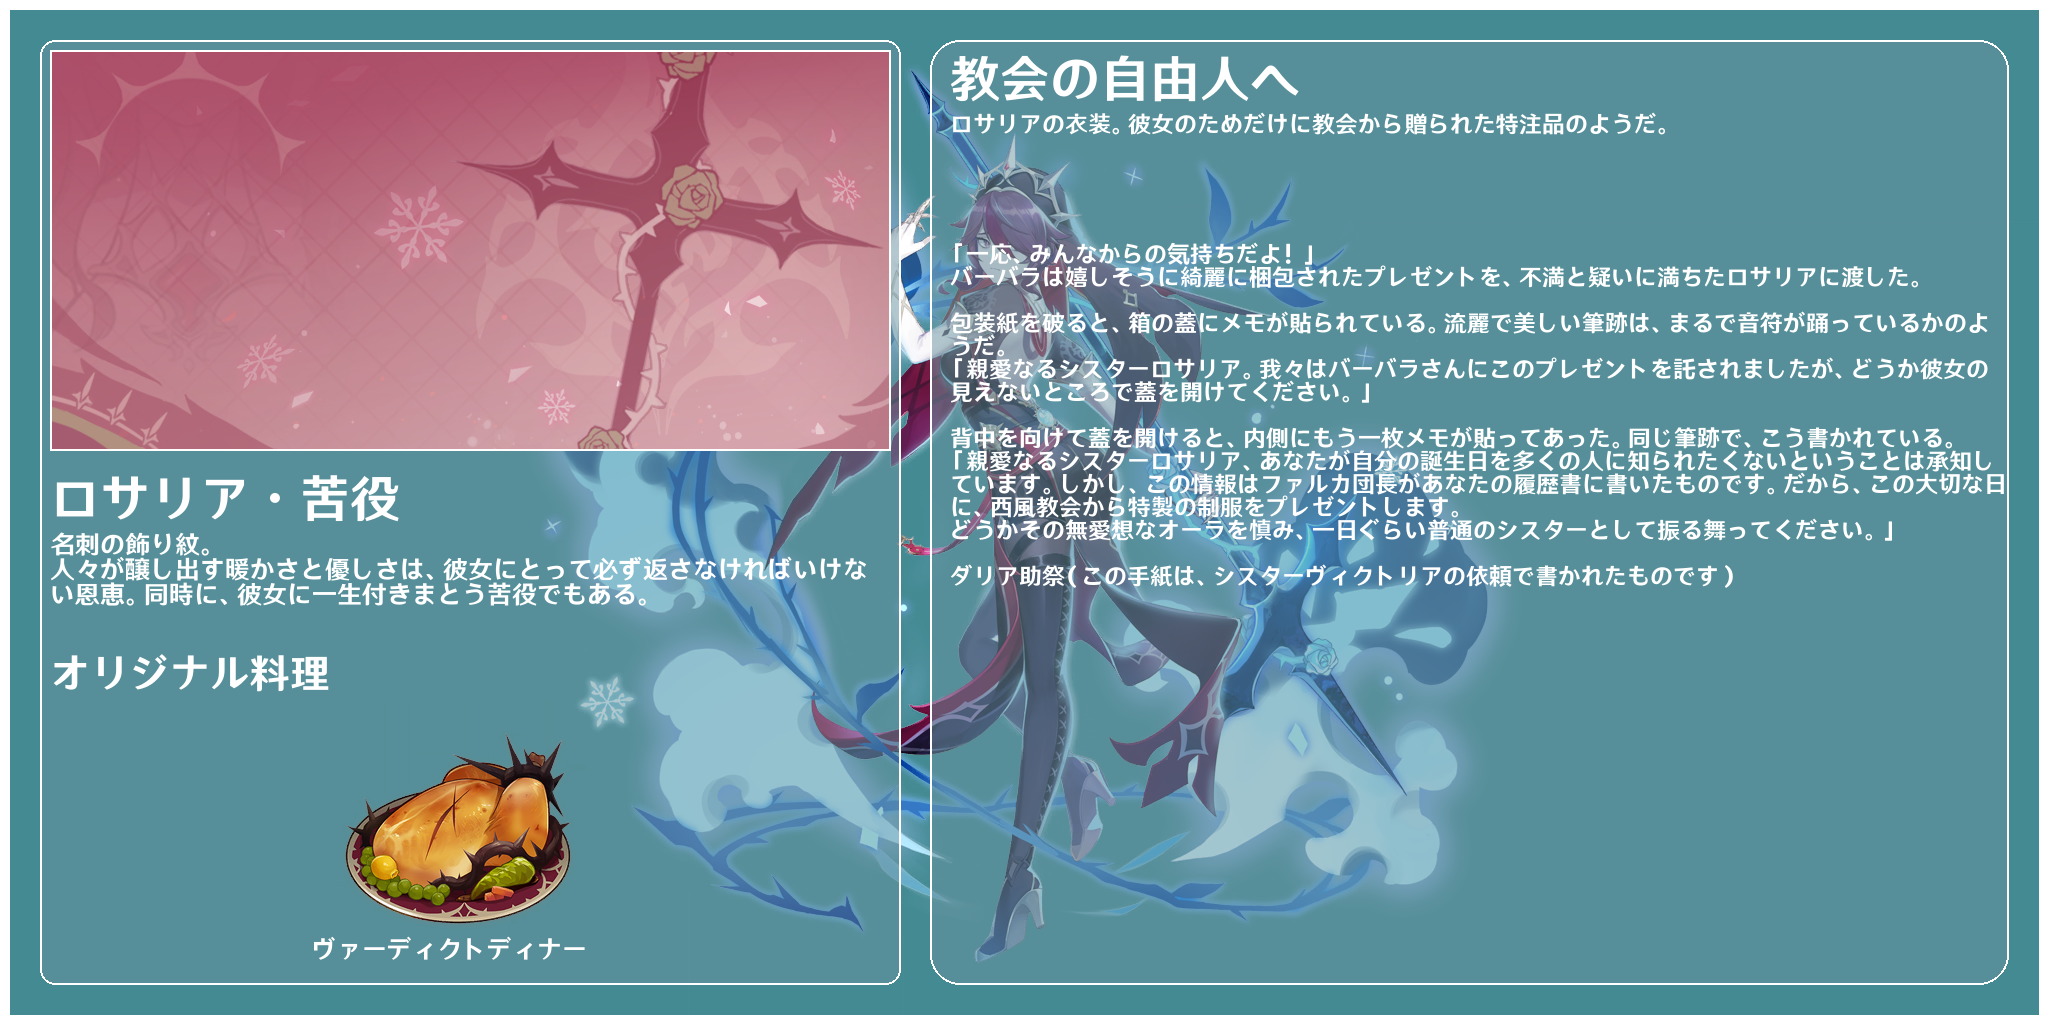 ロサリア・苦役
名刺の飾り紋。
人々が醸し出す暖かさと優しさは、彼女にとって必ず返さなければいけな
い恩恵。同時に、彼女に一生付きまとう苦役でもある。
オリジナル料理
ヴァーディクトディナー
教会の自由人へ
ロサリアの衣装。彼女のためだけに教会から贈られた特注品のようだ。
「一応、みんなからの気持ちだよ！」
バーバラは嬉しそうに綺麗に梱包されたプレゼントを、不満と疑いに満ちたロサリアに渡した。
包装紙を破ると、箱の蓋にメモが貼られている。流麗で美しい筆跡は、まるで音符が踊っているかのよ
うだ。
「親愛なるシスターロサリア。我々はバーバラさんにこのプレゼントを託されましたが、どうか彼女の
見えないところで蓋を開けてください。」
背中を向けて蓋を開けると、内側にもう一枚メモが貼ってあった。同じ筆跡で、こう書かれている。
「親愛なるシスターロサリア、あなたが自分の誕生日を多くの人に知られたくないということは承知し
ています。しかし、この情報はファルカ団長があなたの履歴書に書いたものです。だから、この大切な日
に、西風教会から特製の制服をプレゼントします。
どうかその無愛想なオーラを慎み、一日ぐらい普通のシスターとして振る舞ってください。」
ダリア助祭(この手紙は、シスターヴィクトリアの依頼で書かれたものです)